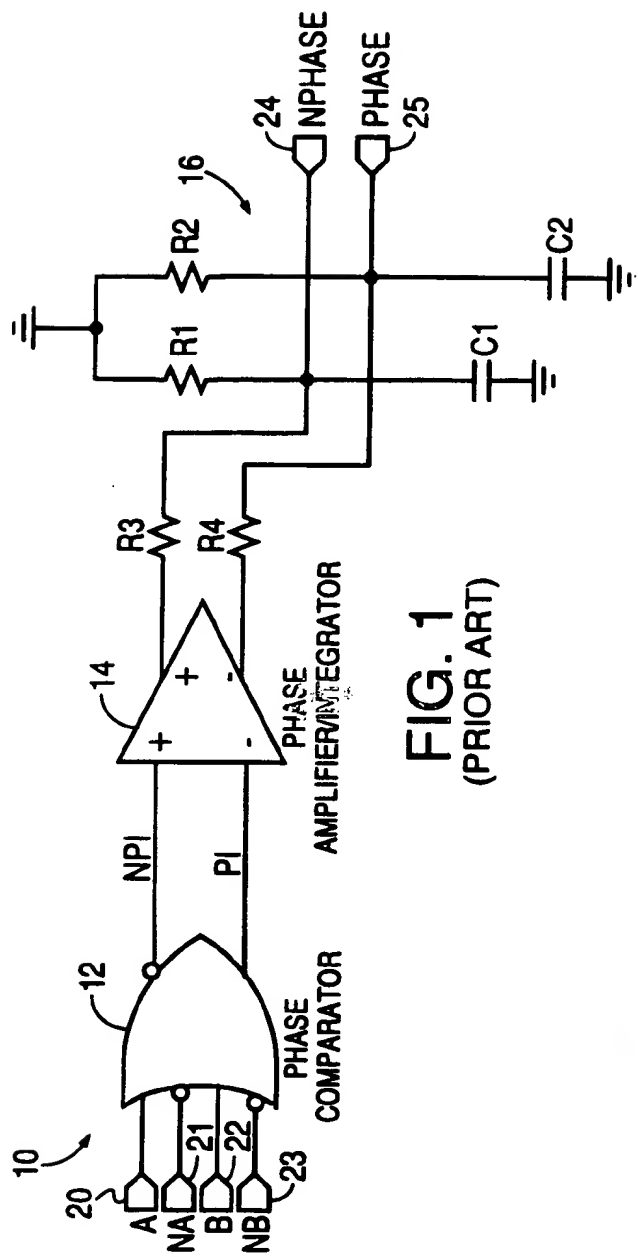 10
20
A
NA
21
B
22
NB
23
12
PHASE
COMPARATOR
NPI
PI
14
+
-
+
-
PHASE
AMPLIFIER/INTEGRATOR
R3
R4
R1
R2
16
C1
C2
24
NPHASE
PHASE
25
FIG. 1
(PRIOR ART)